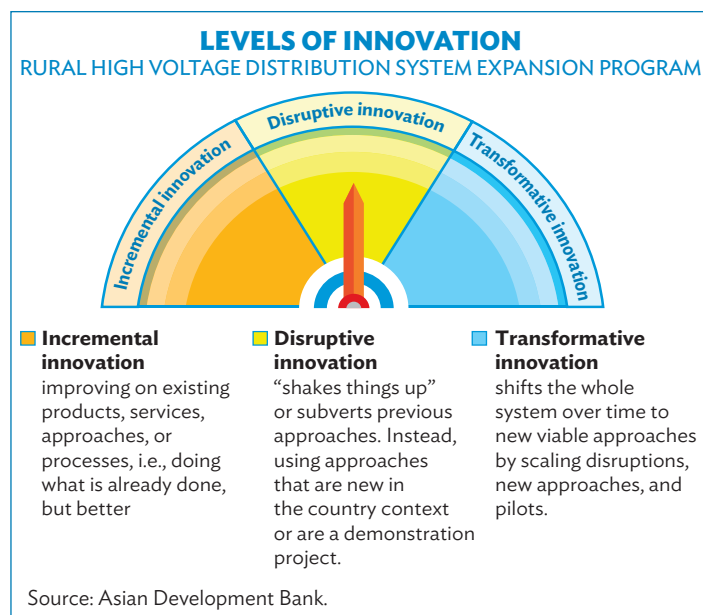 LEVELS OF INNOVATION
RURAL HIGH VOLTAGE DISTRIBUTION SYSTEM EXPANSION PROGRAM
Incremental innovation
Disruptive innovation
Transformative innovation
Incremental
innovation
improving on existing
products, services,
approaches, or
processes, i.e., doing
what is already done,
but better
Disruptive
innovation
“shakes things up”
or subverts previous
approaches. Instead,
using approaches
that are new in
the country context
or are a demonstration
project.
Transformative
innovation
shifts the whole
system over time to
new viable approaches
by scaling disruptions,
new approaches, and
pilots.
Source: Asian Development Bank.